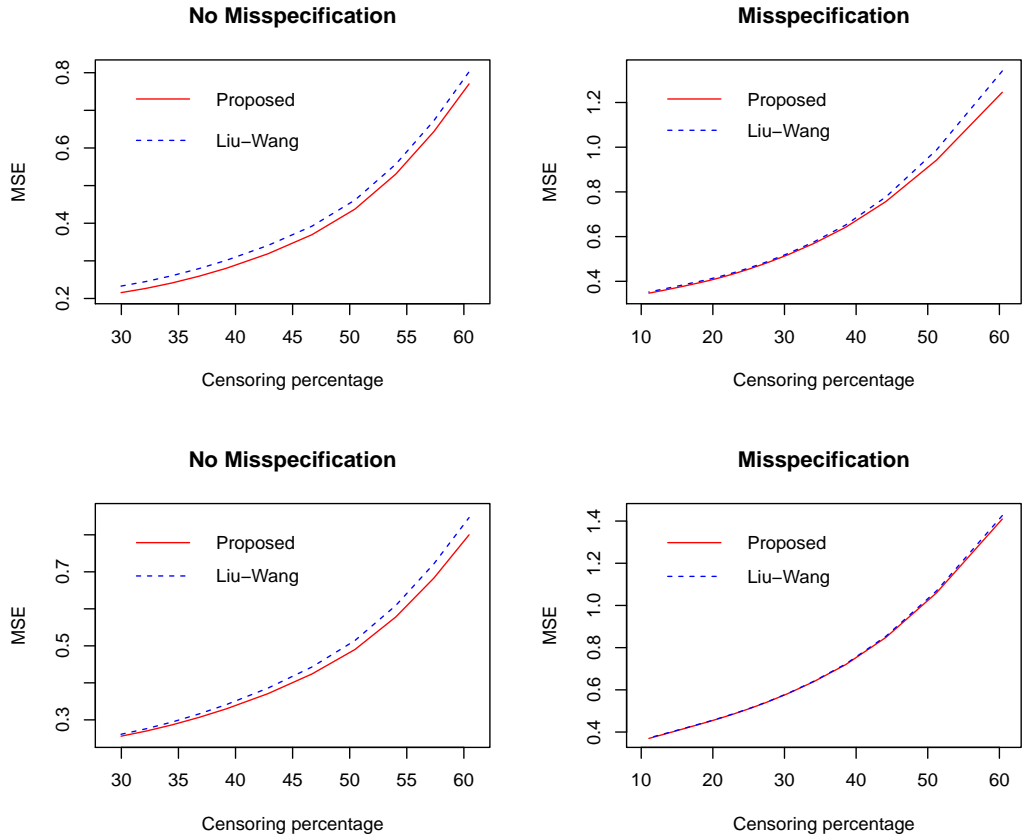 No Misspecification
MSE
0.2 0.4 0.6 0.8
Proposed
Liu−Wang
30 35 40 45 50 55 60
Censoring percentage
Misspecification
MSE
0.4 0.6 0.8 1.0 1.2
Proposed
Liu−Wang
10 20 30 40 50 60
Censoring percentage
No Misspecification
MSE
0.3 0.5 0.7
Proposed
Liu−Wang
30 35 40 45 50 55 60
Censoring percentage
Misspecification
MSE
0.4 0.6 0.8 1.0 1.2 1.4
Proposed
Liu−Wang
10 20 30 40 50 60
Censoring percentage